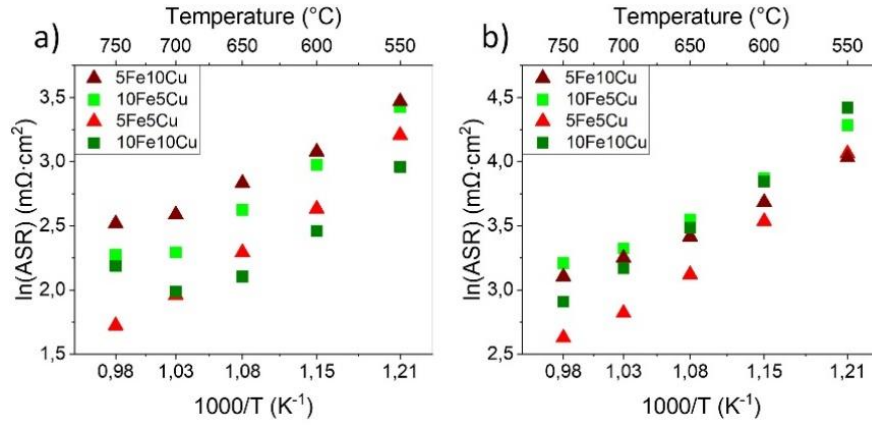 a)
Temperature (°C)
750 700 650 600 550
5Fe10Cu
10Fe5Cu
5Fe5Cu
10Fe10Cu
3,5
3,0
2,5
2,0
1,5
ln(ASR) (mΩ·cm²)
0,98 1,03 1,08 1,15 1,21
1000/T (K⁻¹)
b)
Temperature (°C)
750 700 650 600 550
5Fe10Cu
10Fe5Cu
5Fe5Cu
10Fe10Cu
4,5
4,0
3,5
3,0
2,5
ln(ASR) (mΩ·cm²)
0,98 1,03 1,08 1,15 1,21
1000/T (K⁻¹)